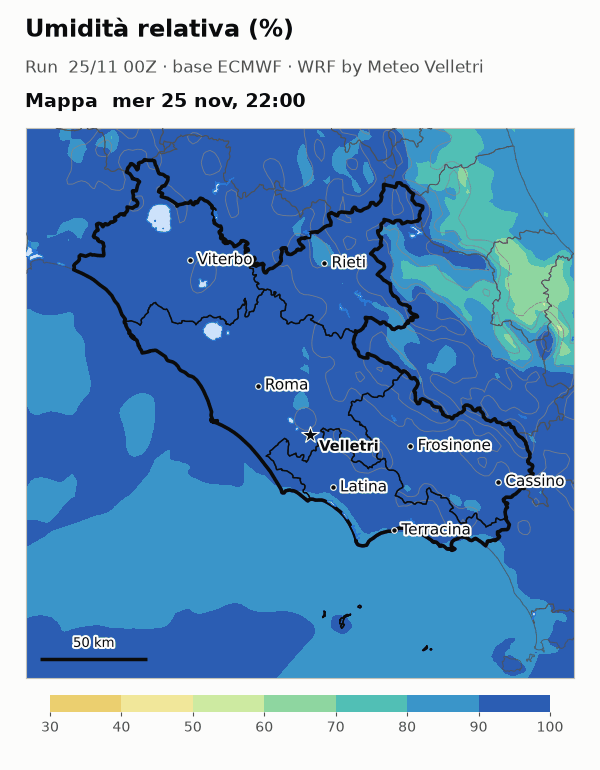 Umidità relativa (%)
Run  25/11 00Z · base ECMWF · WRF by Meteo Velletri
Mappa  mer 25 nov, 22:00
Viterbo
Rieti
Roma
Velletri
Frosinone
Cassino
Latina
Terracina
50 km
30 40 50 60 70 80 90 100